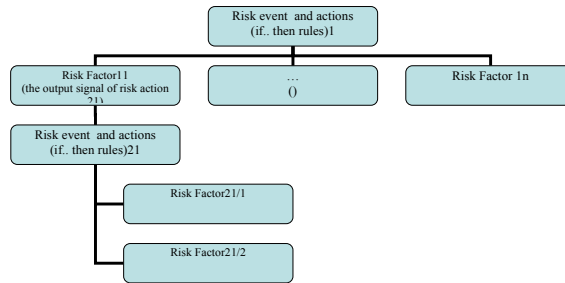 Risk event and actions
(if.. then rules)1
Risk Factor11
(the output signal of risk action
21)
...
()
Risk Factor 1n
Risk event and actions
(if.. then rules)21
Risk Factor21/1
Risk Factor21/2